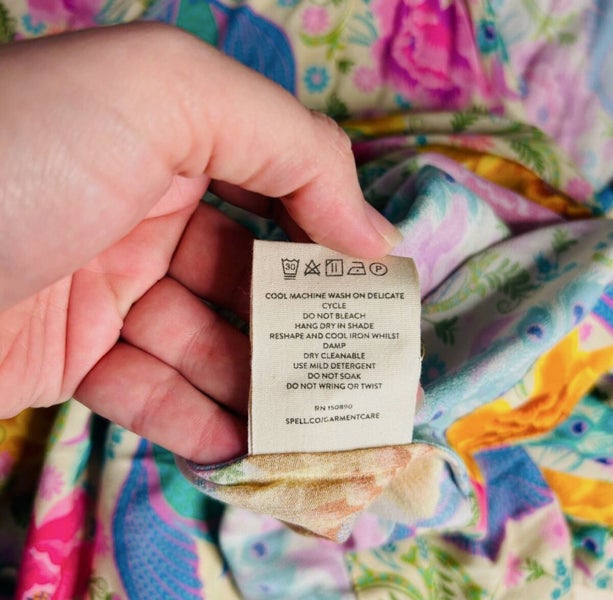 30 P
COOL MACHINE WASH ON DELICATE
CYCLE
DO NOT BLEACH
HANG DRY IN SHADE
RESHAPE AND COOL IRON WHILST
DAMP
DRY CLEANABLE
USE MILD DETERGENT
DO NOT SOAK
DO NOT WRING OR TWIST
RN 150890
SPELL.CO/GARMENTCARE